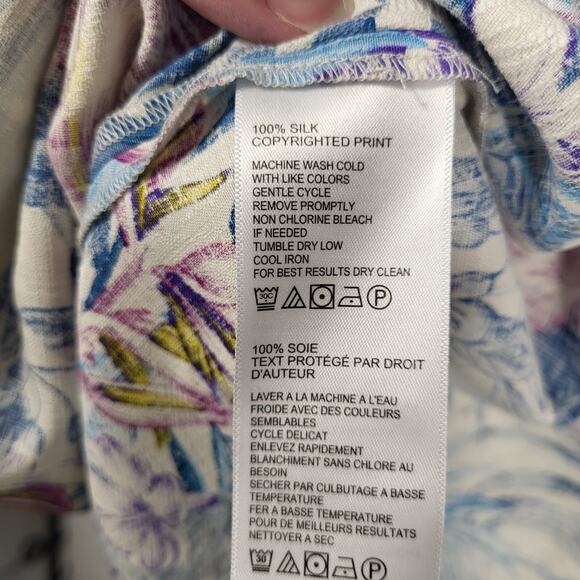 100% SILK
COPYRIGHTED PRINT
MACHINE WASH COLD
WITH LIKE COLORS
GENTLE CYCLE
REMOVE PROMPTLY
NON CHLORINE BLEACH
IF NEEDED
TUMBLE DRY LOW
COOL IRON
FOR BEST RESULTS DRY CLEAN
30C P
100% SOIE
TEXT PROTÉGÉ PAR DROIT
D'AUTEUR
LAVER A LA MACHINE A L'EAU
FROIDE AVEC DES COULEURS
SEMBLABLES
CYCLE DELICAT
ENLEVEZ RAPIDEMENT
BLANCHIMENT SANS CHLORE AU
BESOIN
SECHER PAR CULBUTAGE A BASSE
TEMPERATURE
FER A BASSE TEMPERATURE
POUR DE MEILLEURS RESULTATS
NETTOYER A SEC
30 P